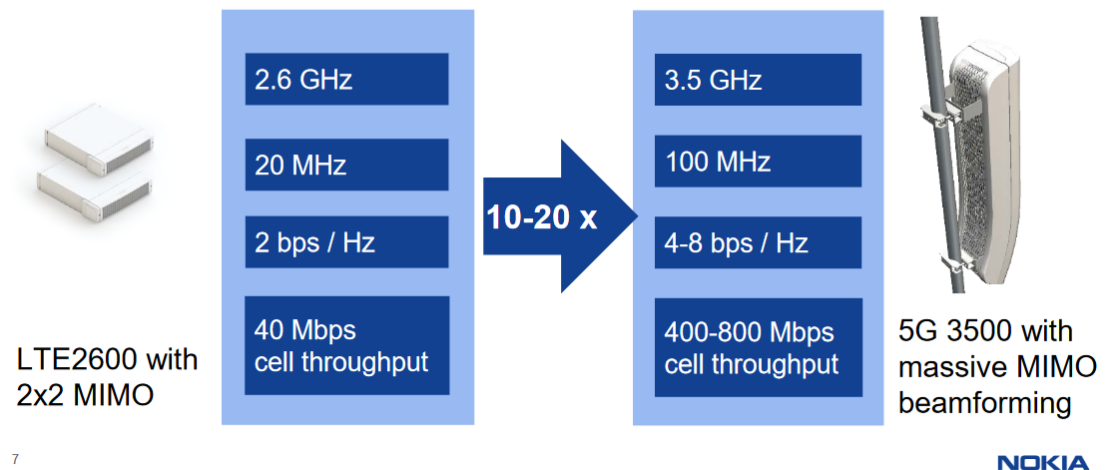 2.6 GHz
20 MHz
2 bps / Hz
40 Mbps
cell throughput
LTE2600 with
2x2 MIMO
10-20 x
3.5 GHz
100 MHz
4-8 bps / Hz
400-800 Mbps
cell throughput
5G 3500 with
massive MIMO
beamforming
7
NOKIA